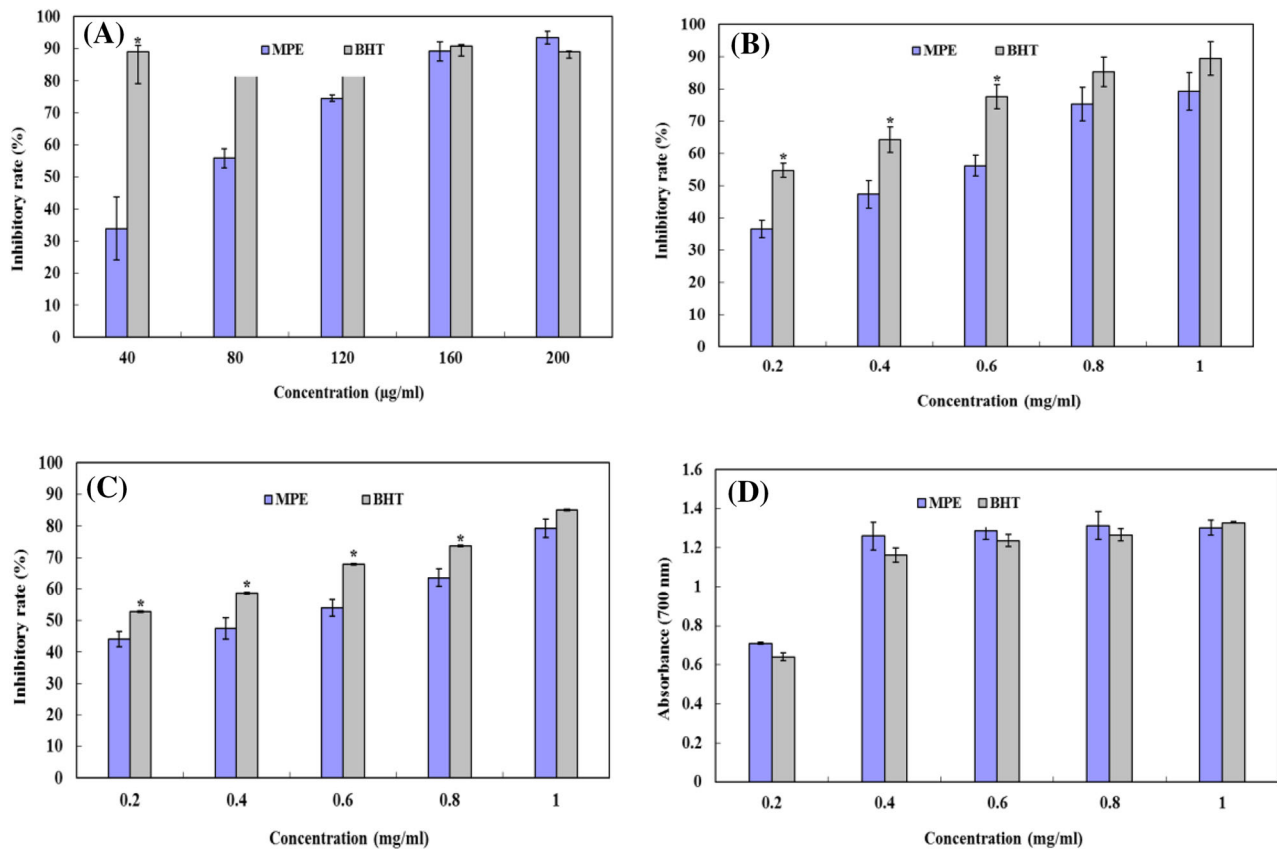 (A)
MPE BHT
*
Inhibitory rate (%)
100
90
80
70
60
50
40
30
20
10
0
40 80 120 160 200
Concentration (µg/ml)
(B)
MPE BHT
* * *
Inhibitory rate (%)
100
90
80
70
60
50
40
30
20
10
0
0.2 0.4 0.6 0.8 1
Concentration (mg/ml)
(C)
MPE BHT
* * * *
Inhibitory rate (%)
100
90
80
70
60
50
40
30
20
10
0
0.2 0.4 0.6 0.8 1
Concentration (mg/ml)
(D)
MPE BHT
Absorbance (700 nm)
1.6
1.4
1.2
1
0.8
0.6
0.4
0.2
0
0.2 0.4 0.6 0.8 1
Concentration (mg/ml)